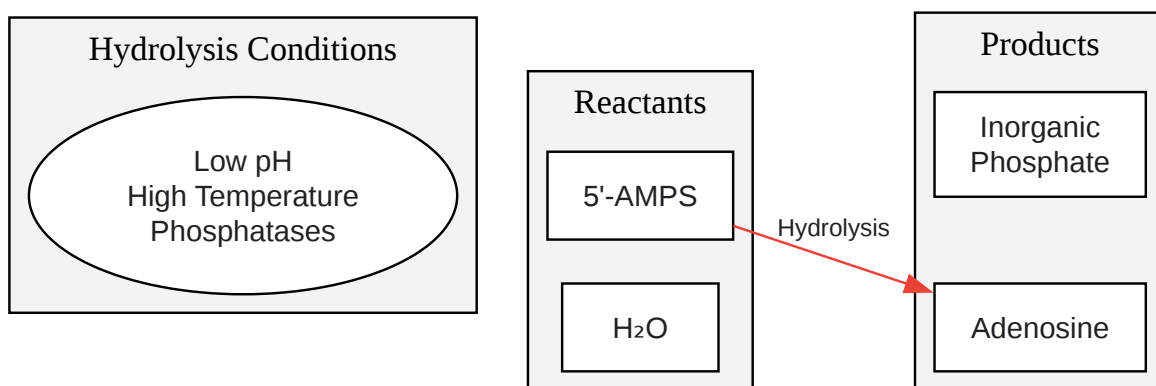 Hydrolysis Conditions
Low pH
High Temperature
Phosphatases
Reactants
5'-AMPS
H₂O
Hydrolysis
Products
Inorganic
Phosphate
Adenosine